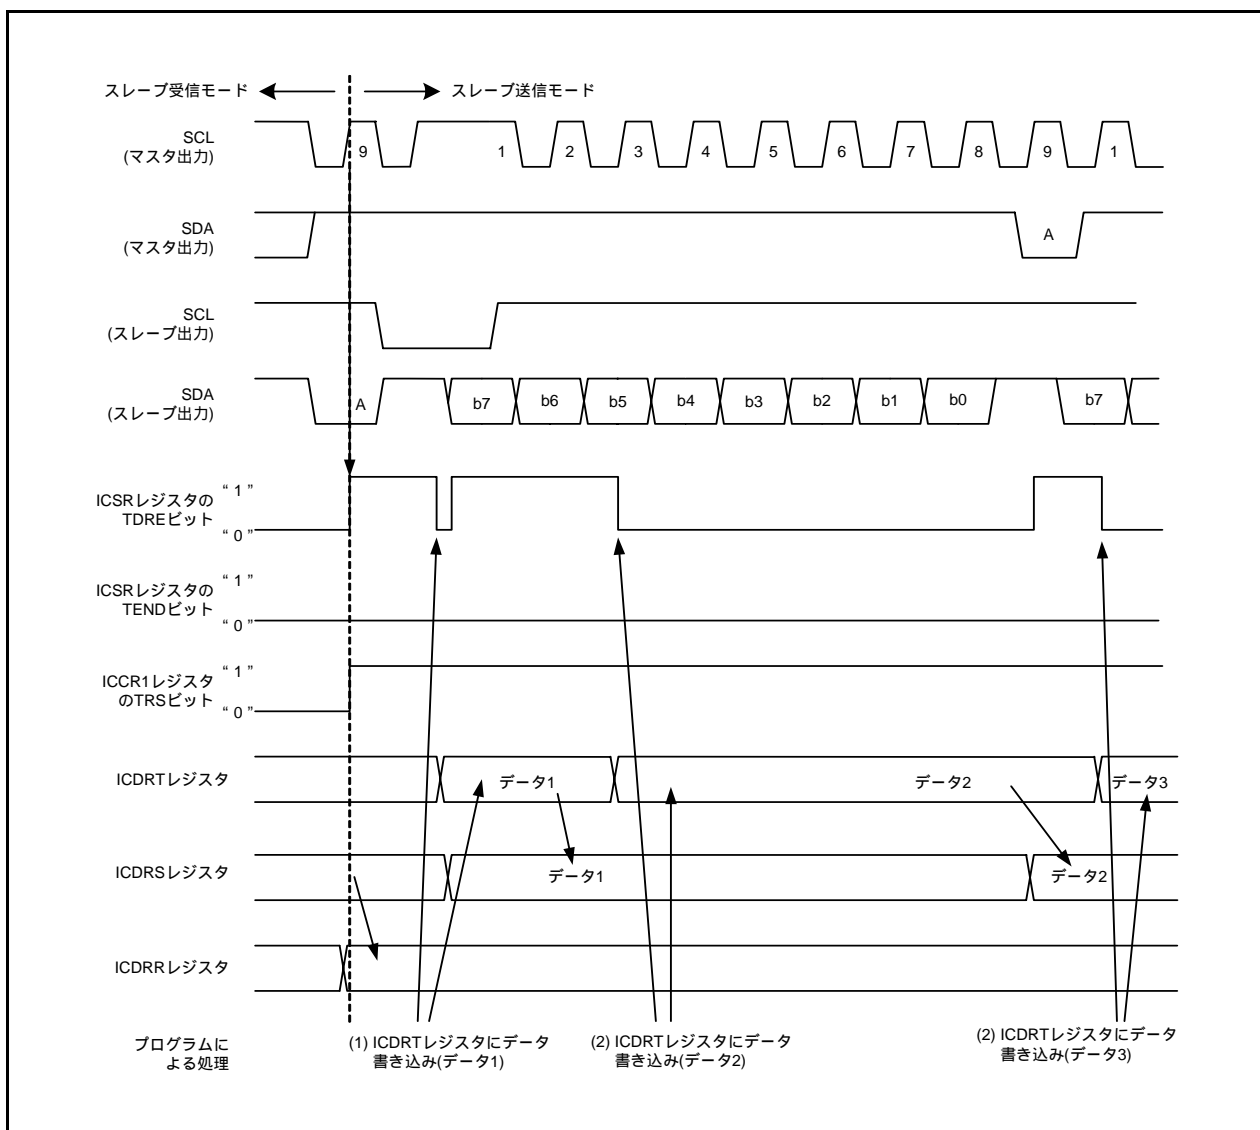 スレーブ受信モード
スレーブ送信モード
SCL
(マスタ出力)
9 1 2 3 4 5 6 7 8 9 1
SDA
(マスタ出力)
A
SCL
(スレーブ出力)
SDA
(スレーブ出力)
A b7 b6 b5 b4 b3 b2 b1 b0 b7
ICSRレジスタの
TDREビット
“ 1 ”
“ 0 ”
ICSRレジスタの
TENDビット
“ 1 ”
“ 0 ”
ICCR1レジスタ
のTRSビット
“ 1 ”
“ 0 ”
ICDRTレジスタ
データ1 データ2 データ3
ICDRSレジスタ
データ1 データ2
ICDRRレジスタ
プログラムに
よる処理
(1) ICDRTレジスタにデータ
書き込み(データ1)
(2) ICDRTレジスタにデータ
書き込み(データ2)
(2) ICDRTレジスタにデータ
書き込み(データ3)